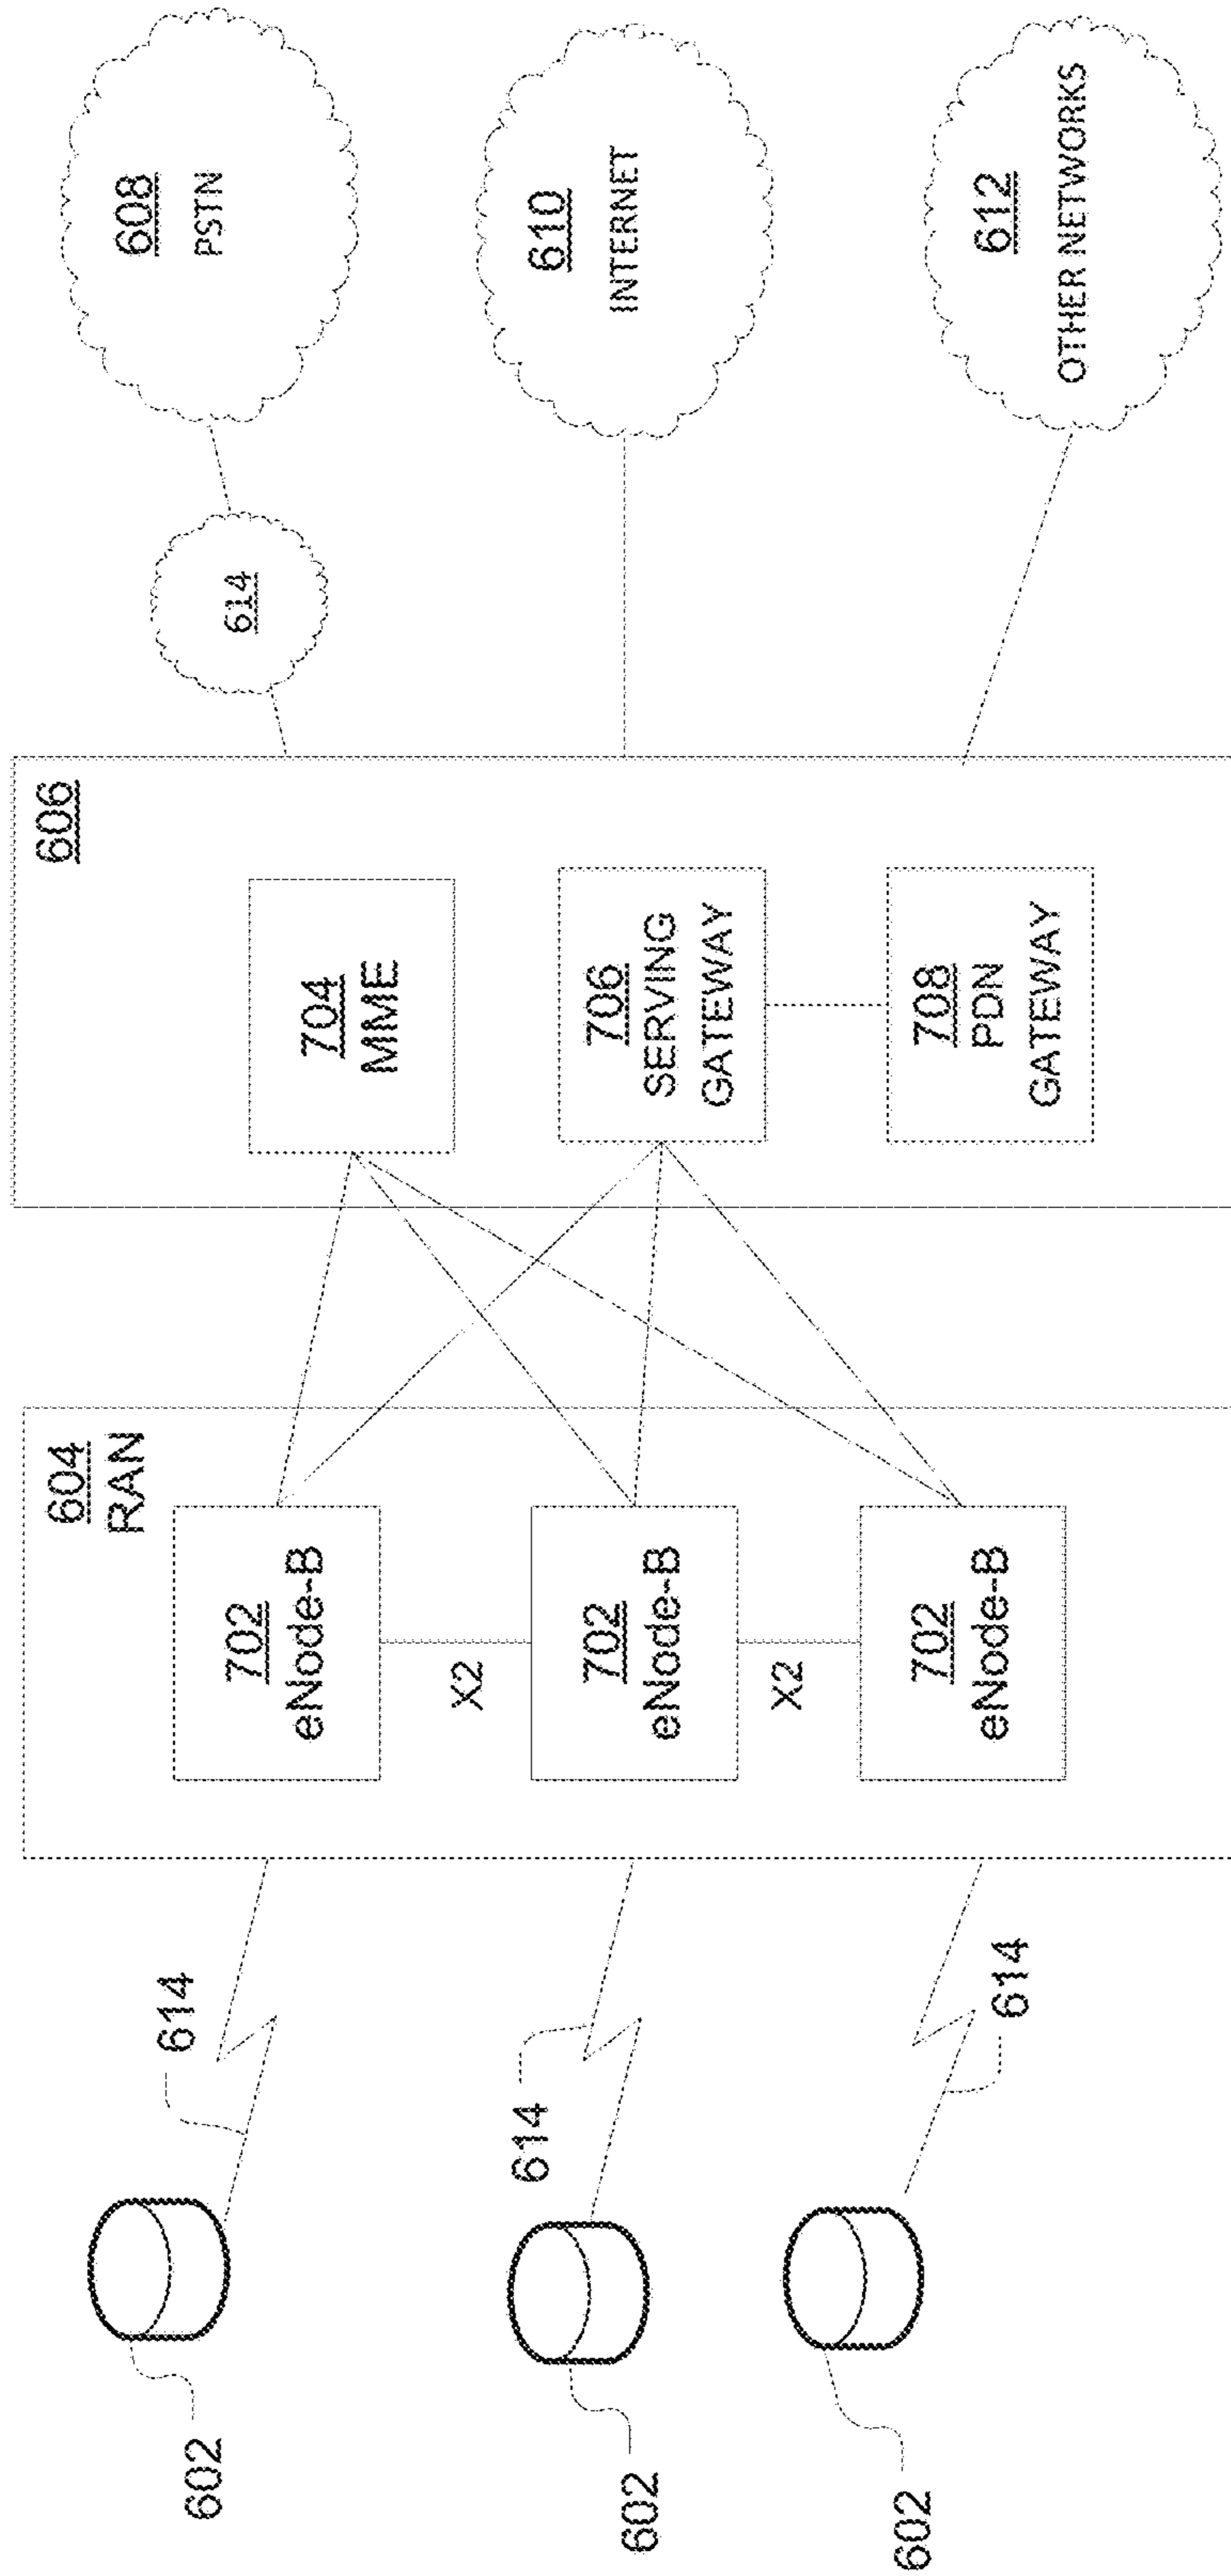 602
614
602
614
602
614
604
RAN
702
eNode-B
X2
702
eNode-B
X2
702
eNode-B
606
704
MME
706
SERVING
GATEWAY
708
PDN
GATEWAY
614
608
PSTN
610
INTERNET
612
OTHER NETWORKS